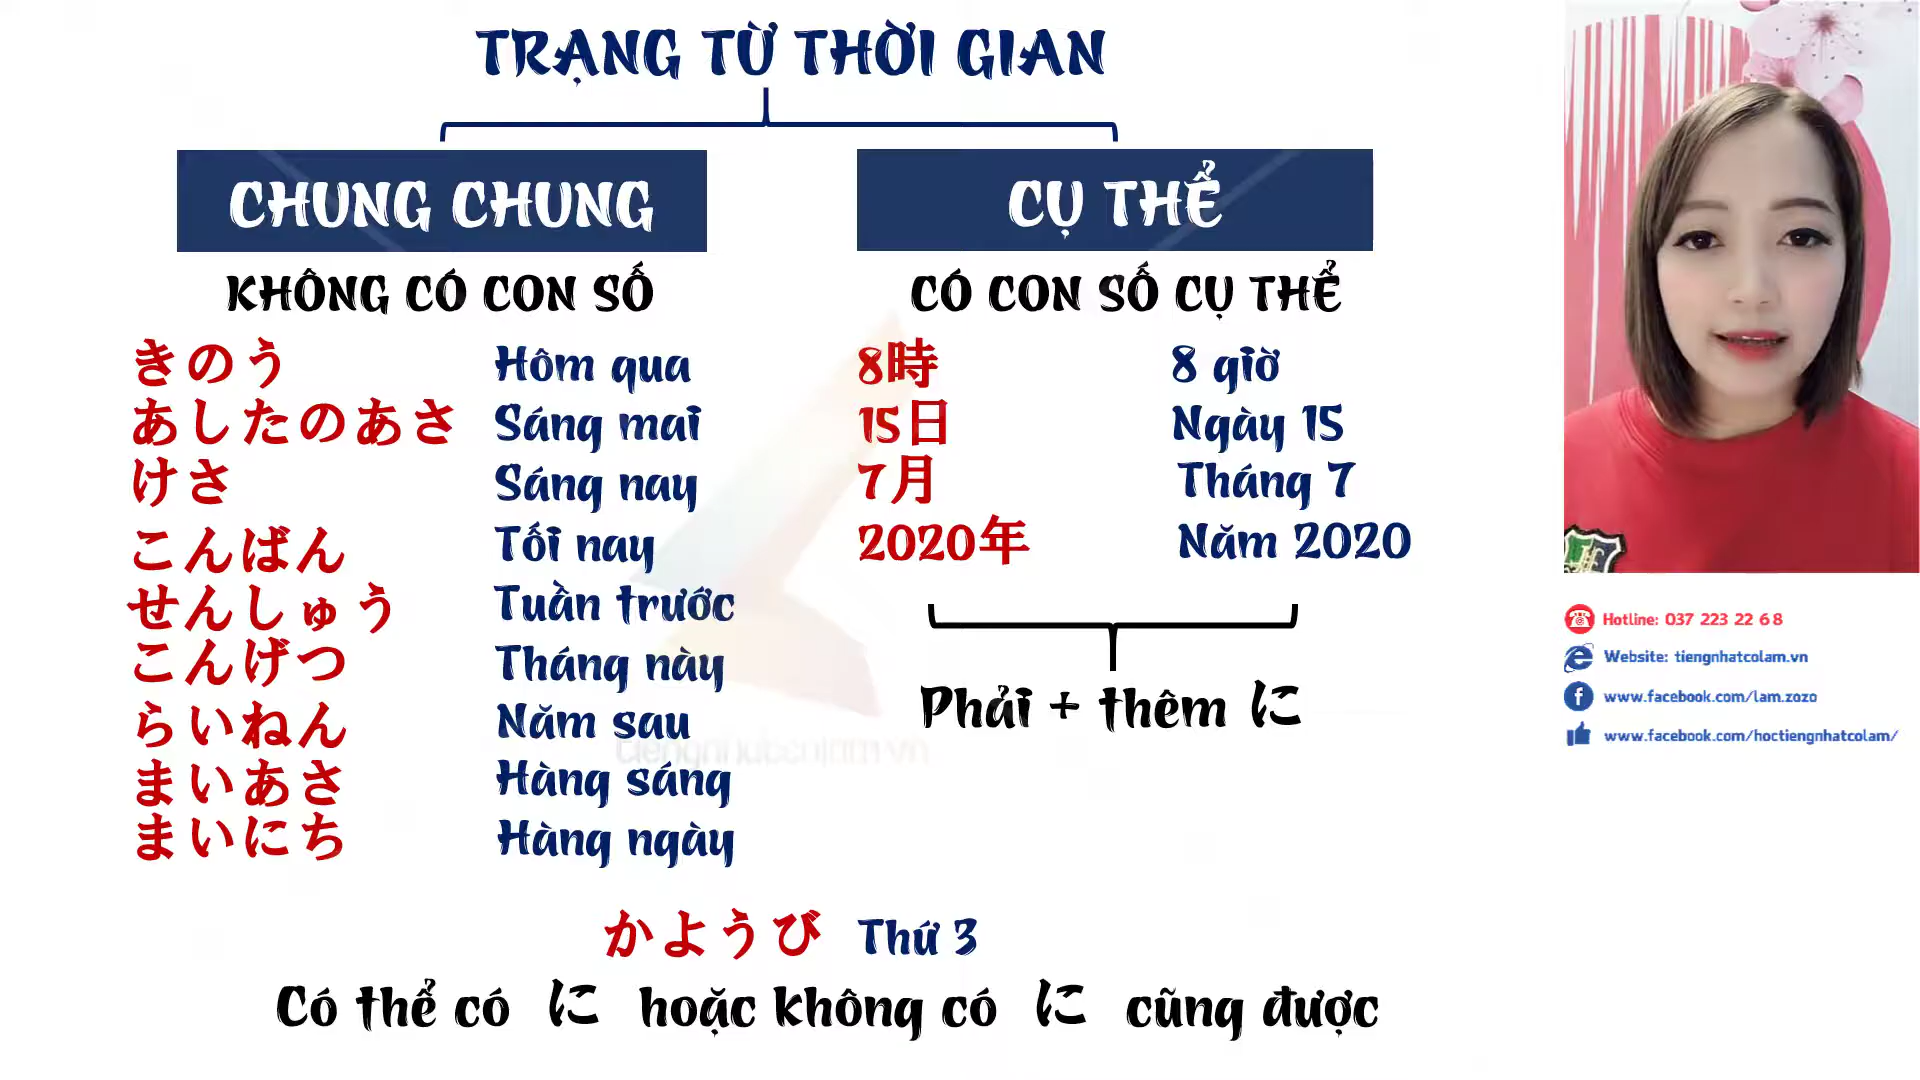 TRẠNG TỪ THỜI GIAN
CHUNG CHUNG
KHÔNG CÓ CON SỐ
きのう Hôm qua
あしたのあさ Sáng mai
けさ Sáng nay
こんばん Tối nay
せんしゅう Tuần trước
こんげつ Tháng này
らいねん Năm sau
まいあさ Hàng sáng
まいにち Hàng ngày
CỤ THỂ
CÓ CON SỐ CỤ THỂ
8時 8 giờ
15日 Ngày 15
7月 Tháng 7
2020年 Năm 2020
Phải + thêm に
かようび Thứ 3
Có thể có に hoặc không có に cũng được
tiengnhatcolam.vn
Hotline: 037 223 22 68
Website: tiengnhatcolam.vn
www.facebook.com/lam.zozo
www.facebook.com/hoctiengnhatcolam/